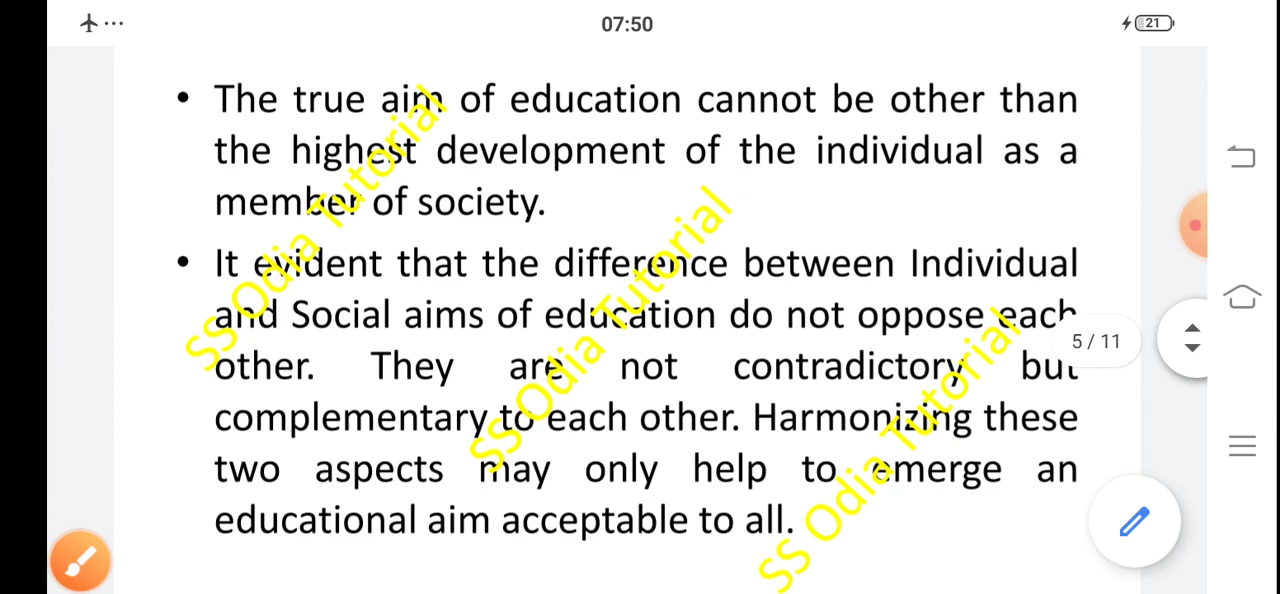 07:50
21
• The true aim of education cannot be other than
the highest development of the individual as a
member of society.
• It evident that the difference between Individual
and Social aims of education do not oppose each
other. They are not contradictory but
complementary to each other. Harmonizing these
two aspects may only help to emerge an
educational aim acceptable to all.
5 / 11
SS Odia Tutorial
SS Odia Tutorial
SS Odia Tutorial